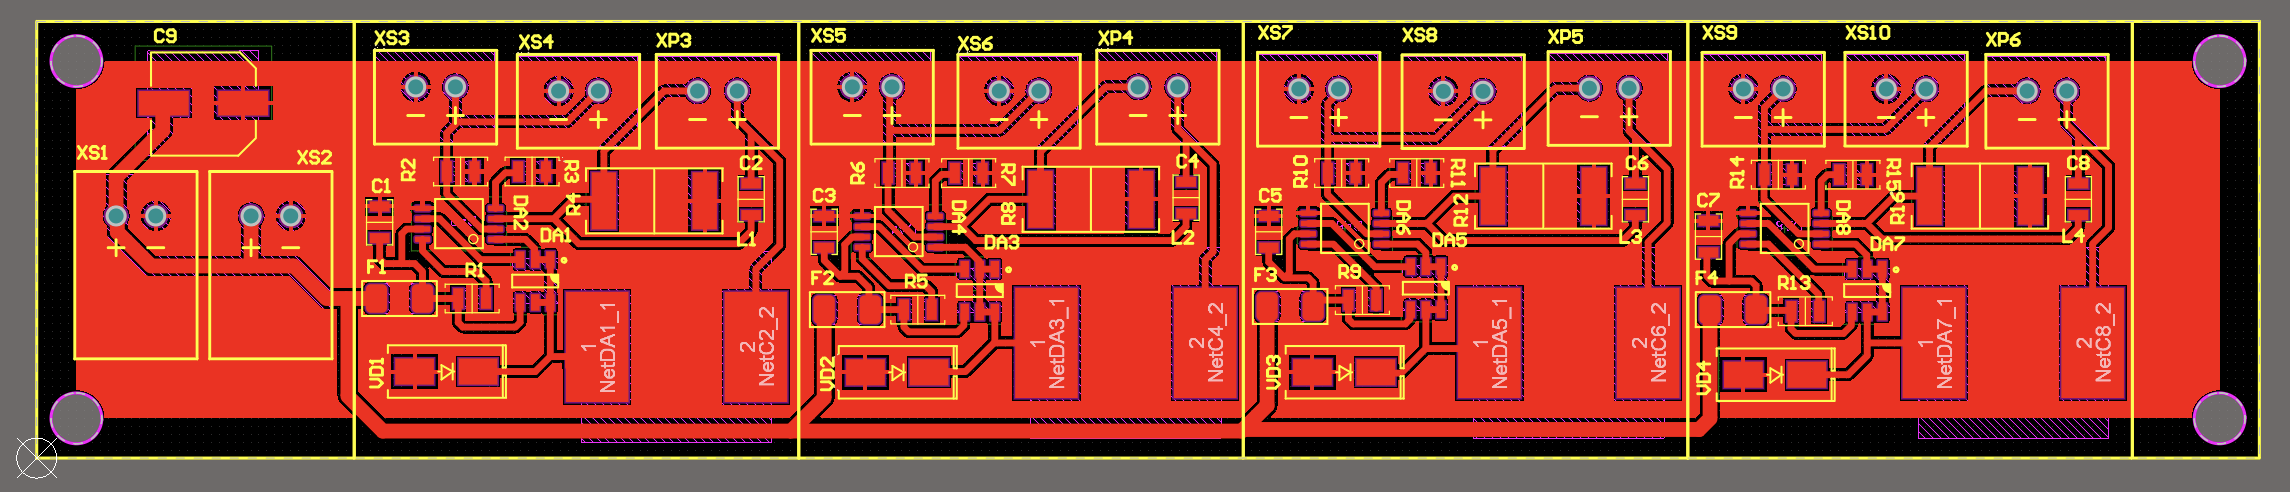 C9
XS1
XS2
+
−
+
−
XS3
XS4
XP3
−
+
−
+
−
+
R2
R3
C2
C1
R4
DA2
DA1
L1
F1
R1
VD1
1
NetDA1_1
2
NetC2_2
XS5
XS6
XP4
−
+
−
+
−
+
R6
R7
C4
C3
R8
DA4
DA3
L2
F2
R5
VD2
1
NetDA3_1
2
NetC4_2
XS7
XS8
XP5
−
+
−
+
−
+
R10
R11
C6
C5
R12
DA6
DA5
L3
F3
R9
VD3
1
NetDA5_1
2
NetC6_2
XS9
XS10
XP6
−
+
−
+
−
+
R14
R15
C8
C7
DA8
DA7
L4
F4
R13
VD4
1
NetDA7_1
2
NetC8_2